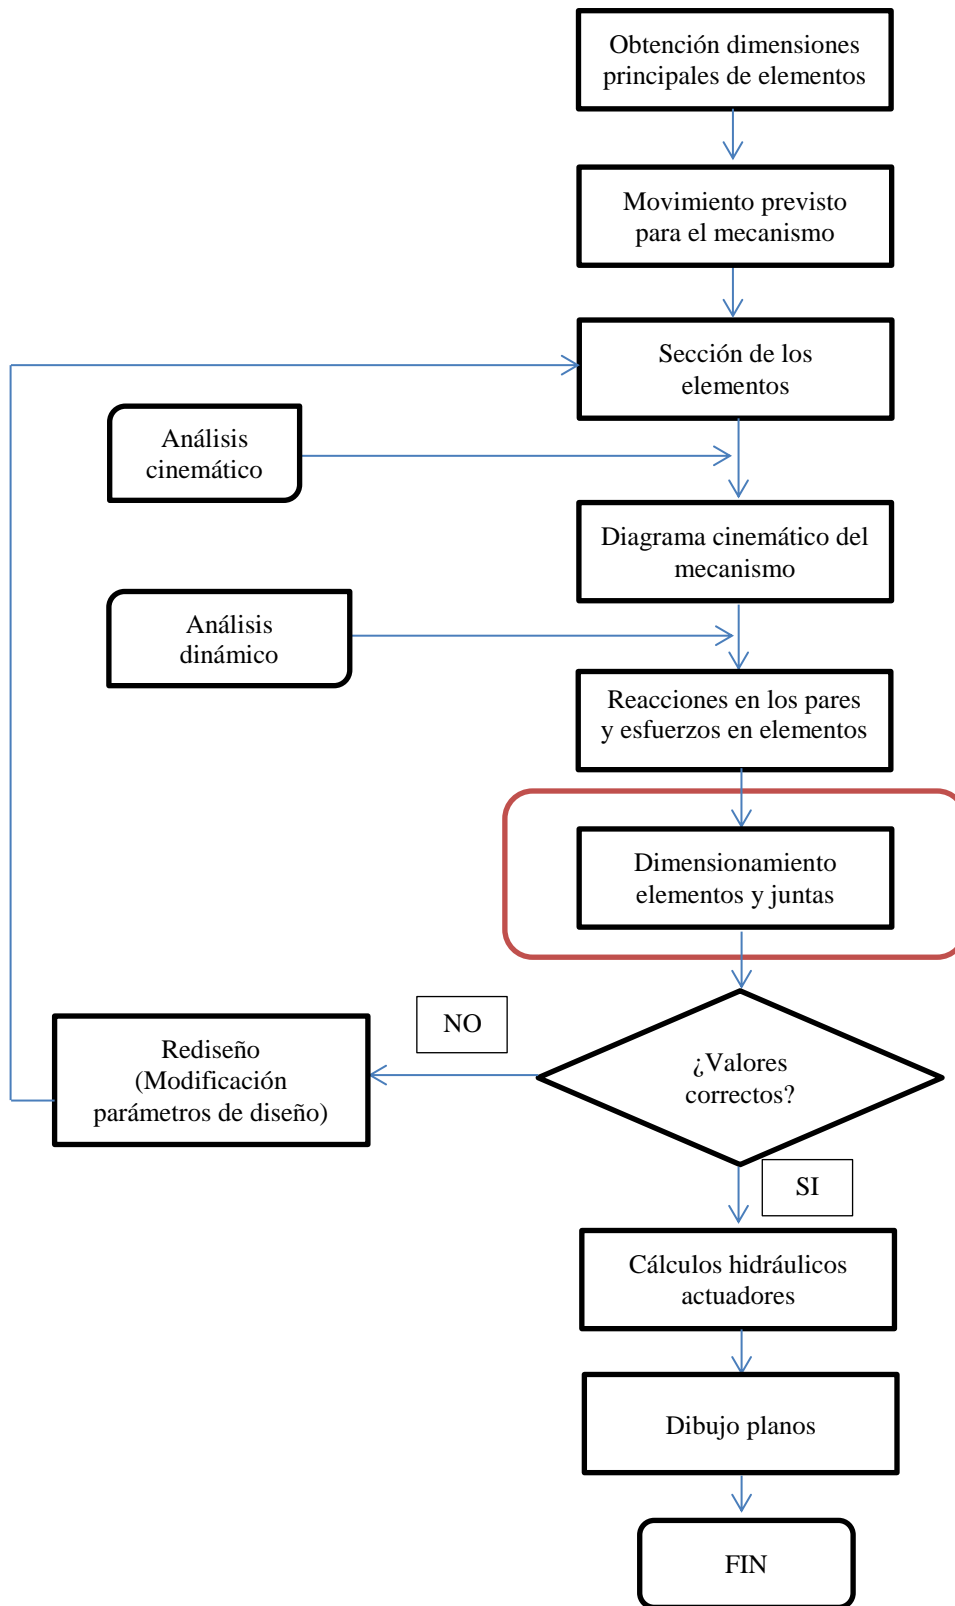 Obtención dimensiones
principales de elementos
Movimiento previsto
para el mecanismo
Sección de los
elementos
Análisis
cinemático
Diagrama cinemático del
mecanismo
Análisis
dinámico
Reacciones en los pares
y esfuerzos en elementos
Dimensionamiento
elementos y juntas
NO
Rediseño
(Modificación
parámetros de diseño)
¿Valores
correctos?
SI
Cálculos hidráulicos
actuadores
Dibujo planos
FIN